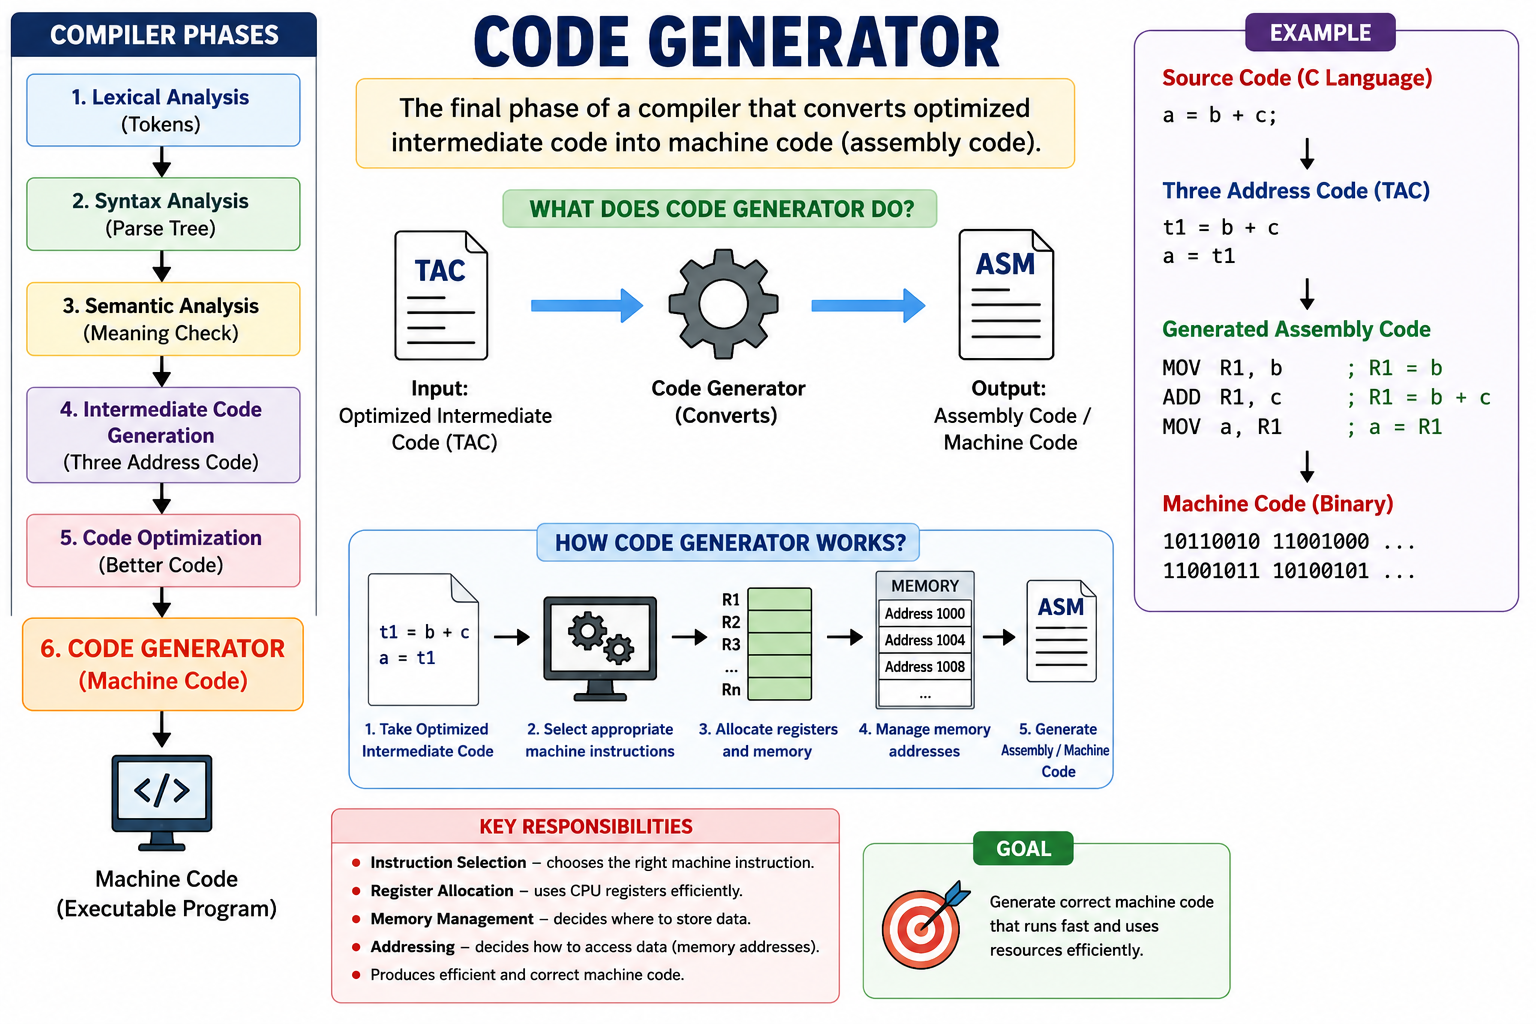 COMPILER PHASES
1. Lexical Analysis
(Tokens)
2. Syntax Analysis
(Parse Tree)
3. Semantic Analysis
(Meaning Check)
4. Intermediate Code
Generation
(Three Address Code)
5. Code Optimization
(Better Code)
6. CODE GENERATOR
(Machine Code)
</>
Machine Code
(Executable Program)
CODE GENERATOR
The final phase of a compiler that converts optimized
intermediate code into machine code (assembly code).
WHAT DOES CODE GENERATOR DO?
TAC
ASM
Input:
Optimized Intermediate
Code (TAC)
Code Generator
(Converts)
Output:
Assembly Code /
Machine Code
HOW CODE GENERATOR WORKS?
t1 = b + c
a = t1
R1
R2
R3
...
Rn
MEMORY
Address 1000
Address 1004
Address 1008
...
ASM
1. Take Optimized
Intermediate Code
2. Select appropriate
machine instructions
3. Allocate registers
and memory
4. Manage memory
addresses
5. Generate
Assembly / Machine
Code
KEY RESPONSIBILITIES
• Instruction Selection – chooses the right machine instruction.
• Register Allocation – uses CPU registers efficiently.
• Memory Management – decides where to store data.
• Addressing – decides how to access data (memory addresses).
• Produces efficient and correct machine code.
GOAL
Generate correct machine code
that runs fast and uses
resources efficiently.
EXAMPLE
Source Code (C Language)
a = b + c;
Three Address Code (TAC)
t1 = b + c
a = t1
Generated Assembly Code
MOV R1, b ; R1 = b
ADD R1, c ; R1 = b + c
MOV a, R1 ; a = R1
Machine Code (Binary)
10110010 11001000 ...
11001011 10100101 ...